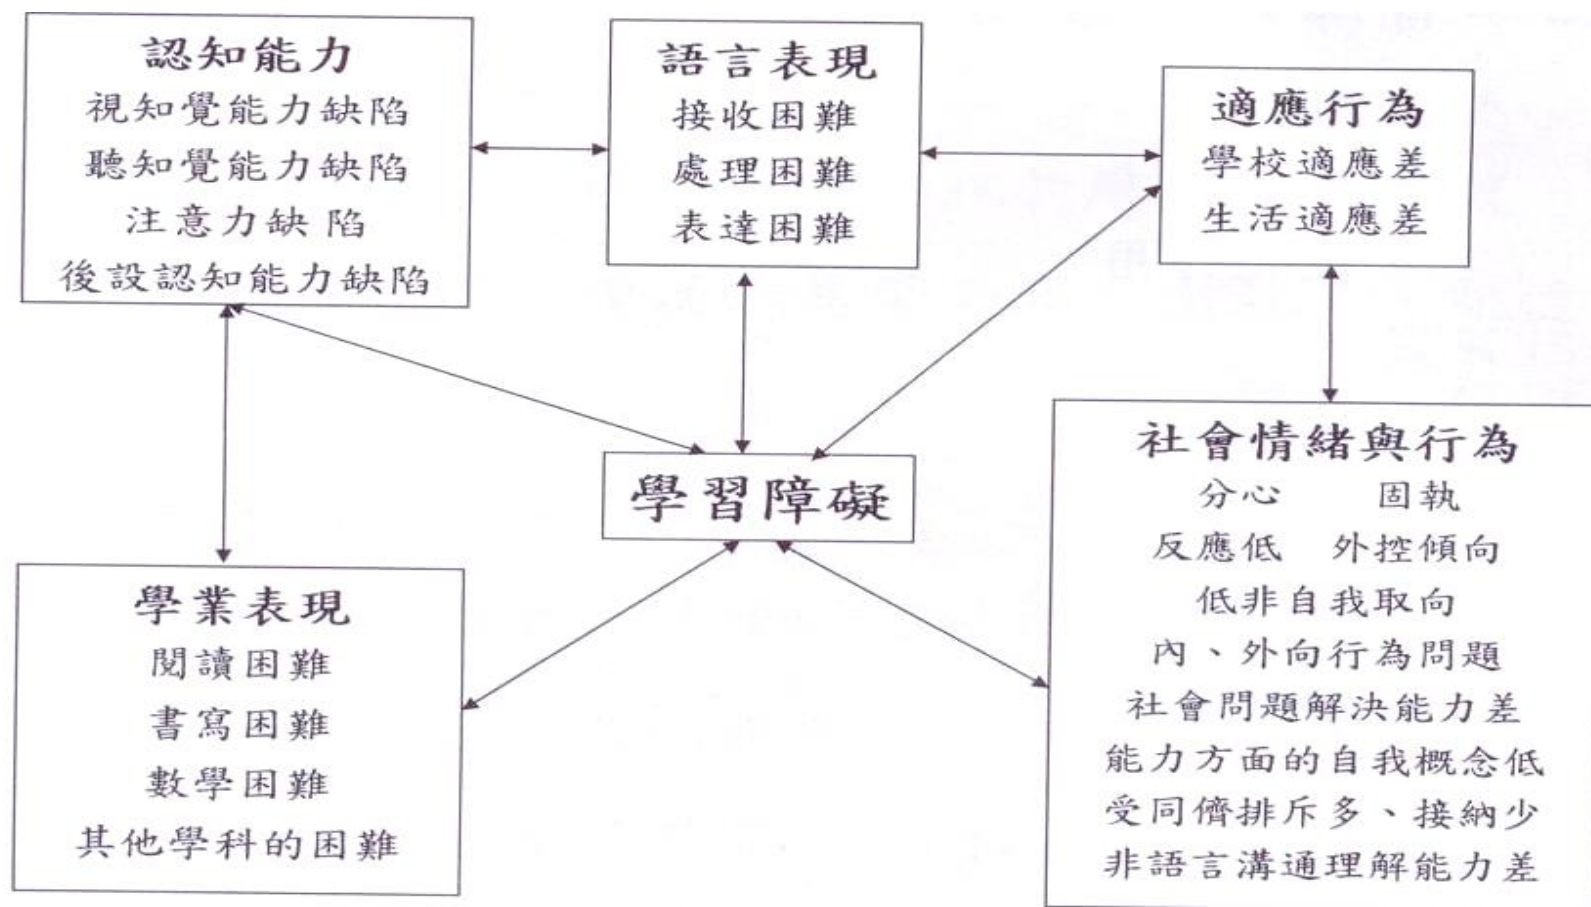 認知能力
視知覺能力缺陷
聽知覺能力缺陷
注意力缺 陷
後設認知能力缺陷
語言表現
接收困難
處理困難
表達困難
適應行為
學校適應差
生活適應差
學習障礙
學業表現
閱讀困難
書寫困難
數學困難
其他學科的困難
社會情緒與行為
分心 固執
反應低 外控傾向
低非自我取向
內、外向行為問題
社會問題解決能力差
能力方面的自我概念低
受同儕排斥多、接納少
非語言溝通理解能力差